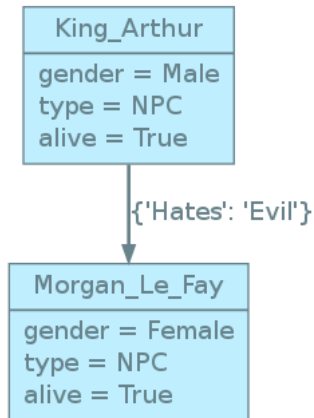 King_Arthur
gender = Male
type = NPC
alive = True
{'Hates': 'Evil'}
Morgan_Le_Fay
gender = Female
type = NPC
alive = True